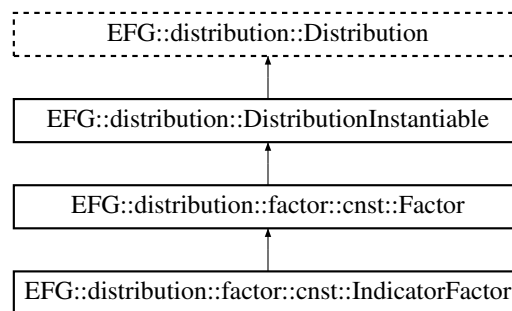 EFG::distribution::Distribution
EFG::distribution::DistributionInstantiable
EFG::distribution::factor::cnst::Factor
EFG::distribution::factor::cnst::IndicatorFactor